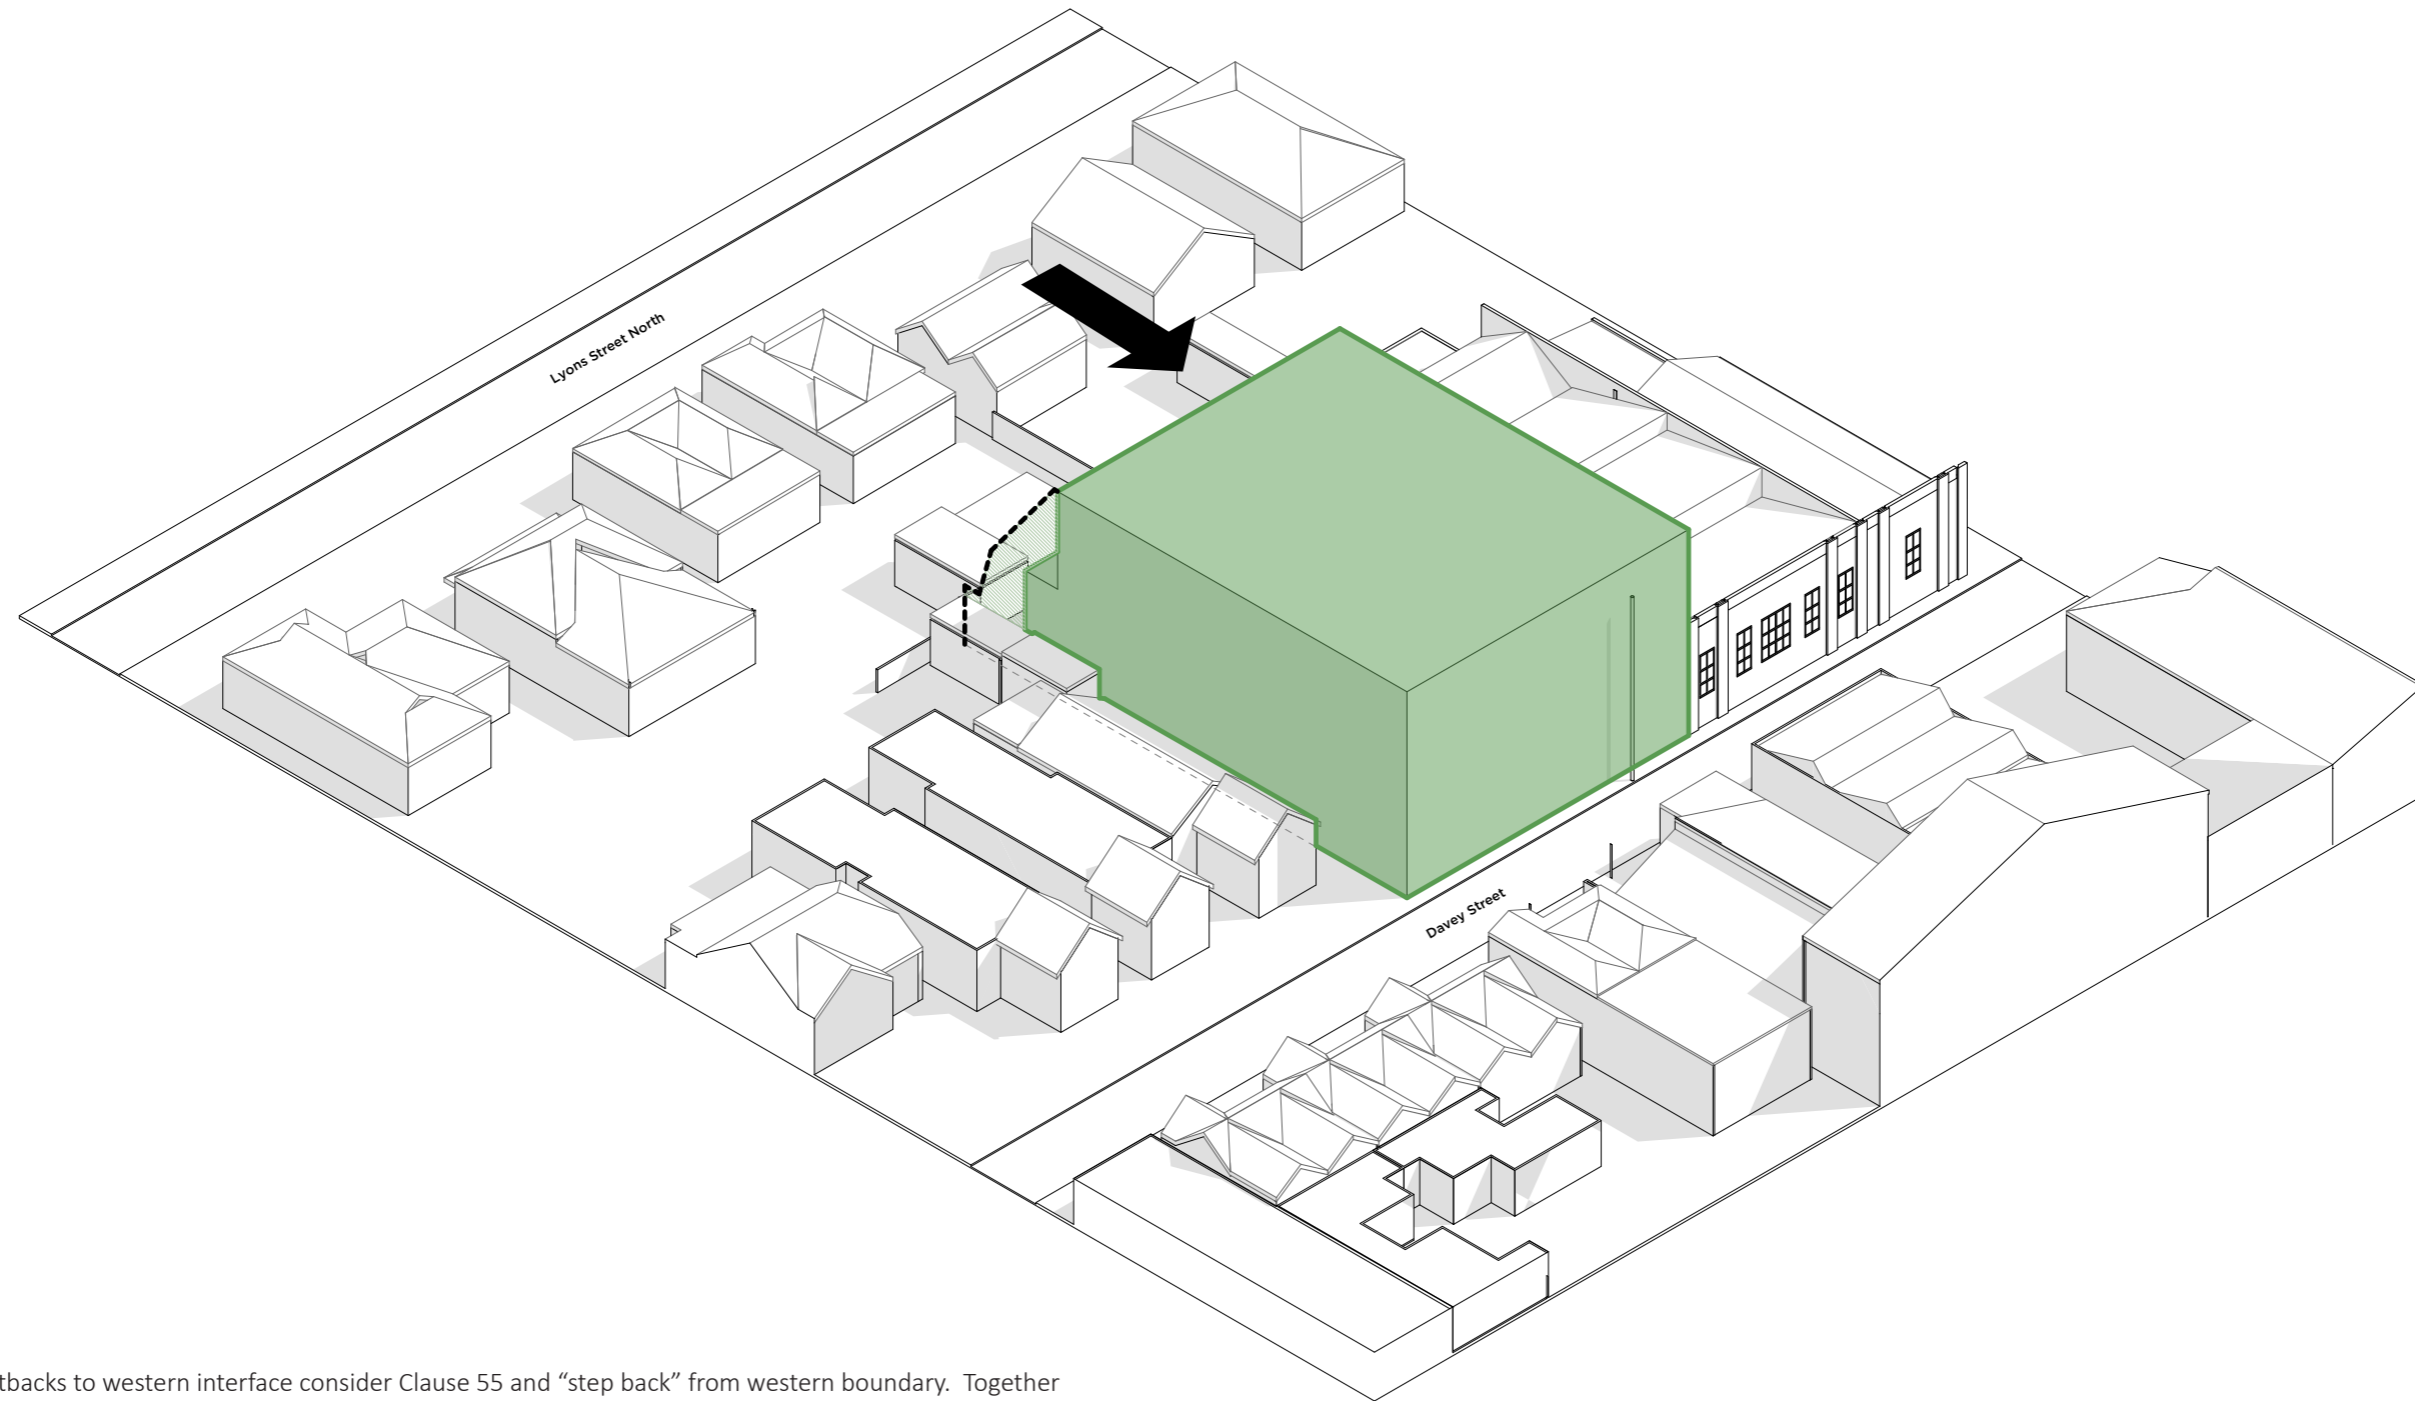 Lyons Street North
Davey Street
tbacks to western interface consider Clause 55 and “step back” from western boundary.  Together